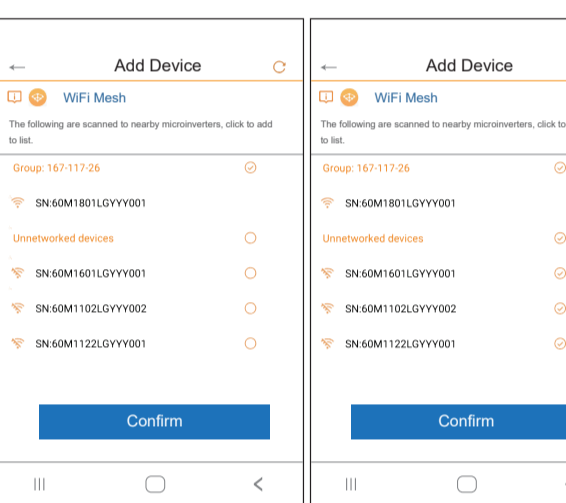 Add Device
WiFi Mesh
The following are scanned to nearby microinverters, click to add
to list.
Group: 167-117-26
SN:60M1801LGYYY001
Unnetworked devices
SN:60M1601LGYYY001
SN:60M1102LGYYY002
SN:60M1122LGYYY001
Confirm
Add Device
WiFi Mesh
The following are scanned to nearby microinverters, click to
to list.
Group: 167-117-26
SN:60M1801LGYYY001
Unnetworked devices
SN:60M1601LGYYY001
SN:60M1102LGYYY002
SN:60M1122LGYYY001
Confirm